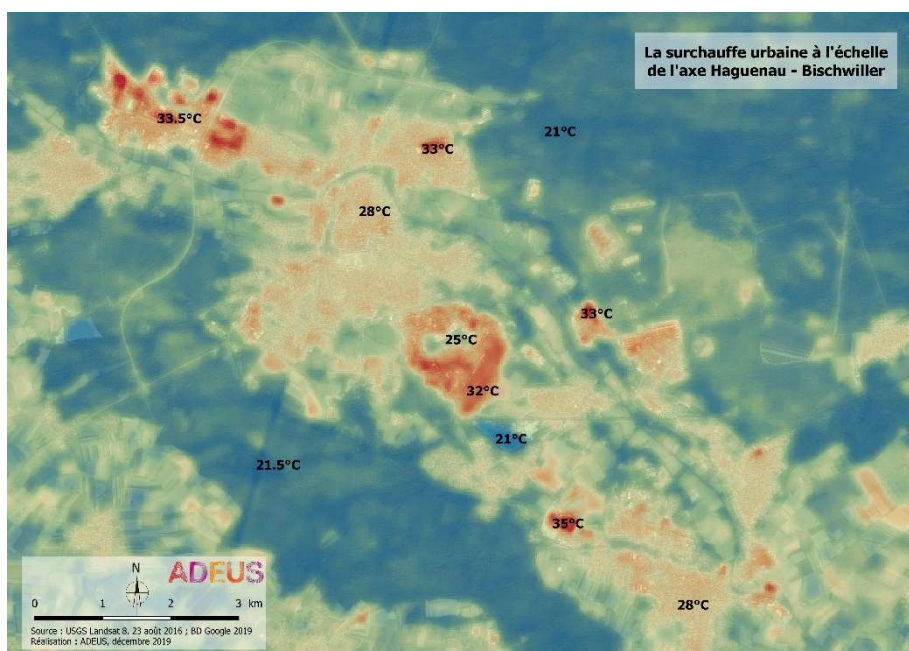 La surchauffe urbaine à l'échelle
de l'axe Haguenau - Bischwiller
33.5°C
21°C
33°C
28°C
33°C
25°C
32°C
21°C
21.5°C
35°C
28°C
N
ADEUS
0 1 2 3 km
Source : USGS Landsat 8, 23 août 2016 ; BD Google 2019
Réalisation : ADEUS, décembre 2019